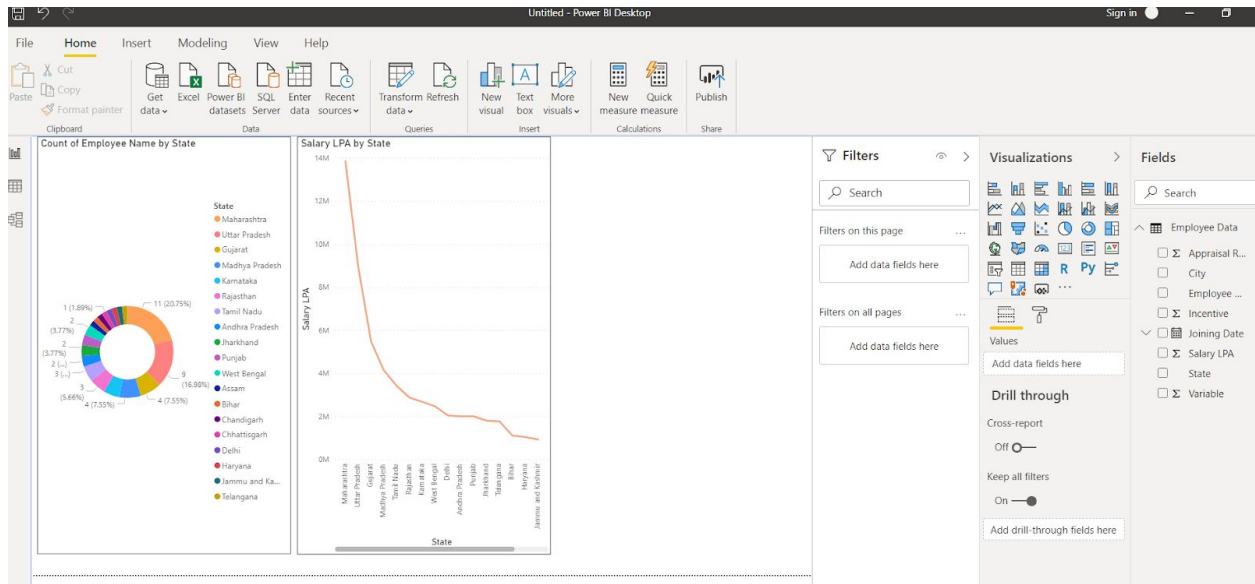 Untitled - Power BI Desktop
Sign in
File Home Insert Modeling View Help
Paste
Cut
Copy
Format painter
Clipboard
Get data
Excel
Power BI datasets
SQL Server
Enter data
Recent sources
Data
Transform data
Refresh
Queries
New visual
Text box
More visuals
Insert
New measure
Quick measure
Calculations
Publish
Share
Count of Employee Name by State
1 (1.89%)
2
(3.77%)
2
(3.77%)
2 (...)
3 (...)
3
(5.66%)
4 (7.55%)
4 (7.55%)
9
(16.98%)
11 (20.75%)
State
Maharashtra
Uttar Pradesh
Gujarat
Madhya Pradesh
Karnataka
Rajasthan
Tamil Nadu
Andhra Pradesh
Jharkhand
Punjab
West Bengal
Assam
Bihar
Chandigarh
Chhattisgarh
Delhi
Haryana
Jammu and Ka...
Telangana
Salary LPA by State
14M
12M
10M
8M
6M
4M
2M
0M
Salary LPA
Maharashtra
Uttar Pradesh
Gujarat
Madhya Pradesh
Tamil Nadu
Rajasthan
Karnataka
West Bengal
Delhi
Andhra Pradesh
Punjab
Jharkhand
Telangana
Bihar
Haryana
Jammu and Kashmir
State
Filters
Search
Filters on this page ...
Add data fields here
Filters on all pages ...
Add data fields here
Visualizations
R Py
...
Values
Add data fields here
Drill through
Cross-report
Off
Keep all filters
On
Add drill-through fields here
Fields
Search
Employee Data
Σ Appraisal R...
City
Employee ...
Σ Incentive
Joining Date
Σ Salary LPA
State
Σ Variable